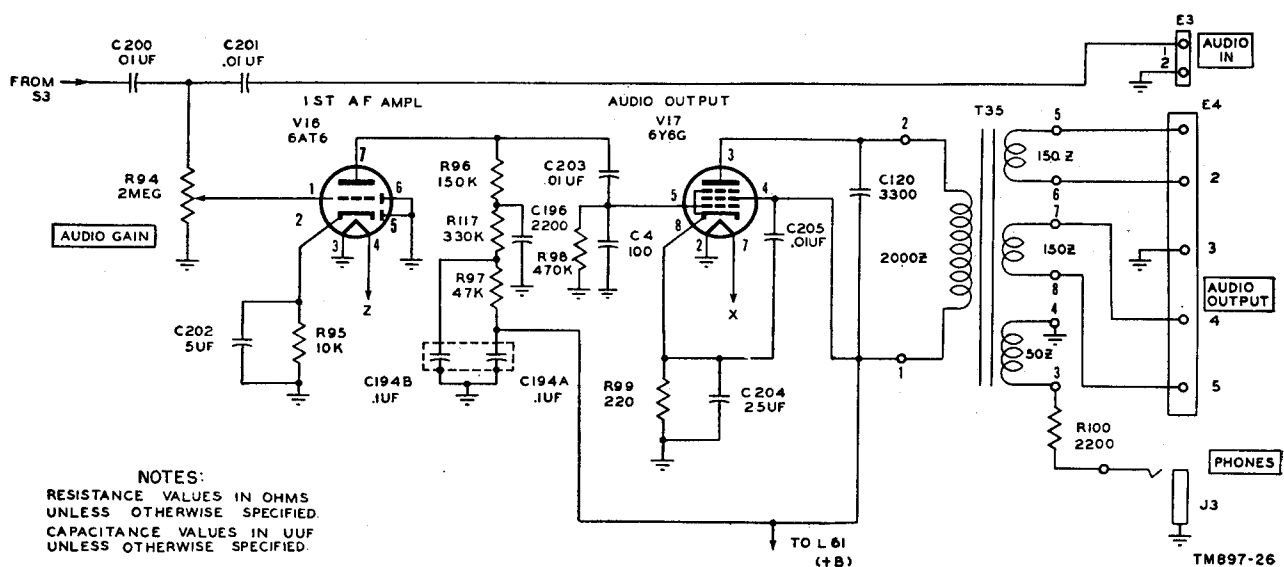 C200
.01UF
C201
.01UF
FROM
S3
E3
1
2
AUDIO
IN
1ST AF AMPL
V16
6AT6
AUDIO OUTPUT
V17
6Y6G
T35
E4
R94
2MEG
AUDIO GAIN
7
1
6
2
5
3
4
Z
R96
150K
R117
330K
R97
47K
C203
.01UF
C196
2200
R98
470K
C4
100
3
5
4
8
2
7
X
C205
.01UF
C120
3300
2
1
2000Z
5
150Z
6
7
150Z
8
4
50Z
3
2
3
4
5
AUDIO
OUTPUT
C202
5UF
R95
10K
C194B
.1UF
C194A
.1UF
R99
220
C204
25UF
R100
2200
PHONES
J3
NOTES:
RESISTANCE VALUES IN OHMS
UNLESS OTHERWISE SPECIFIED.
CAPACITANCE VALUES IN UUF
UNLESS OTHERWISE SPECIFIED.
TO L61
(+B)
TM897-26